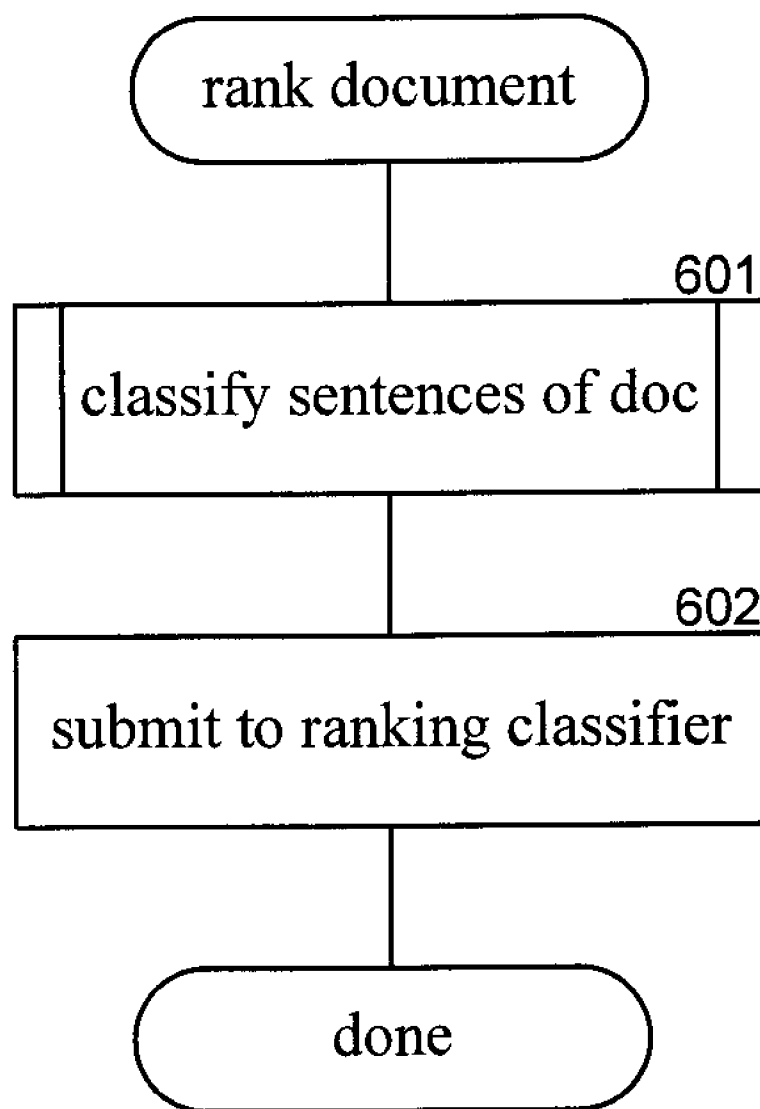 rank document
601
classify sentences of doc
602
submit to ranking classifier
done